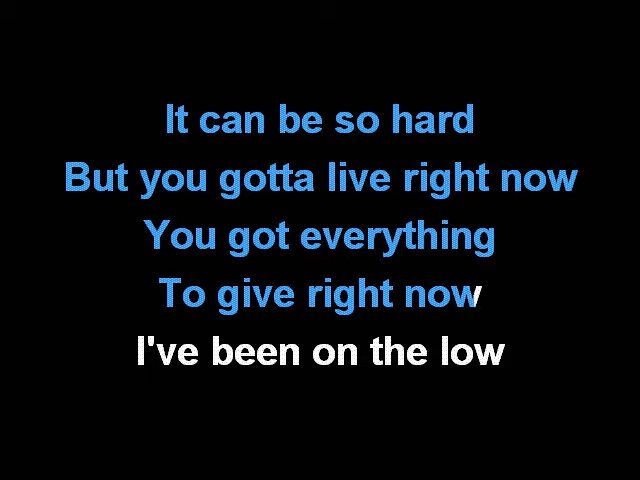 It can be so hard
But you gotta live right now
You got everything
To give right now
I've been on the low